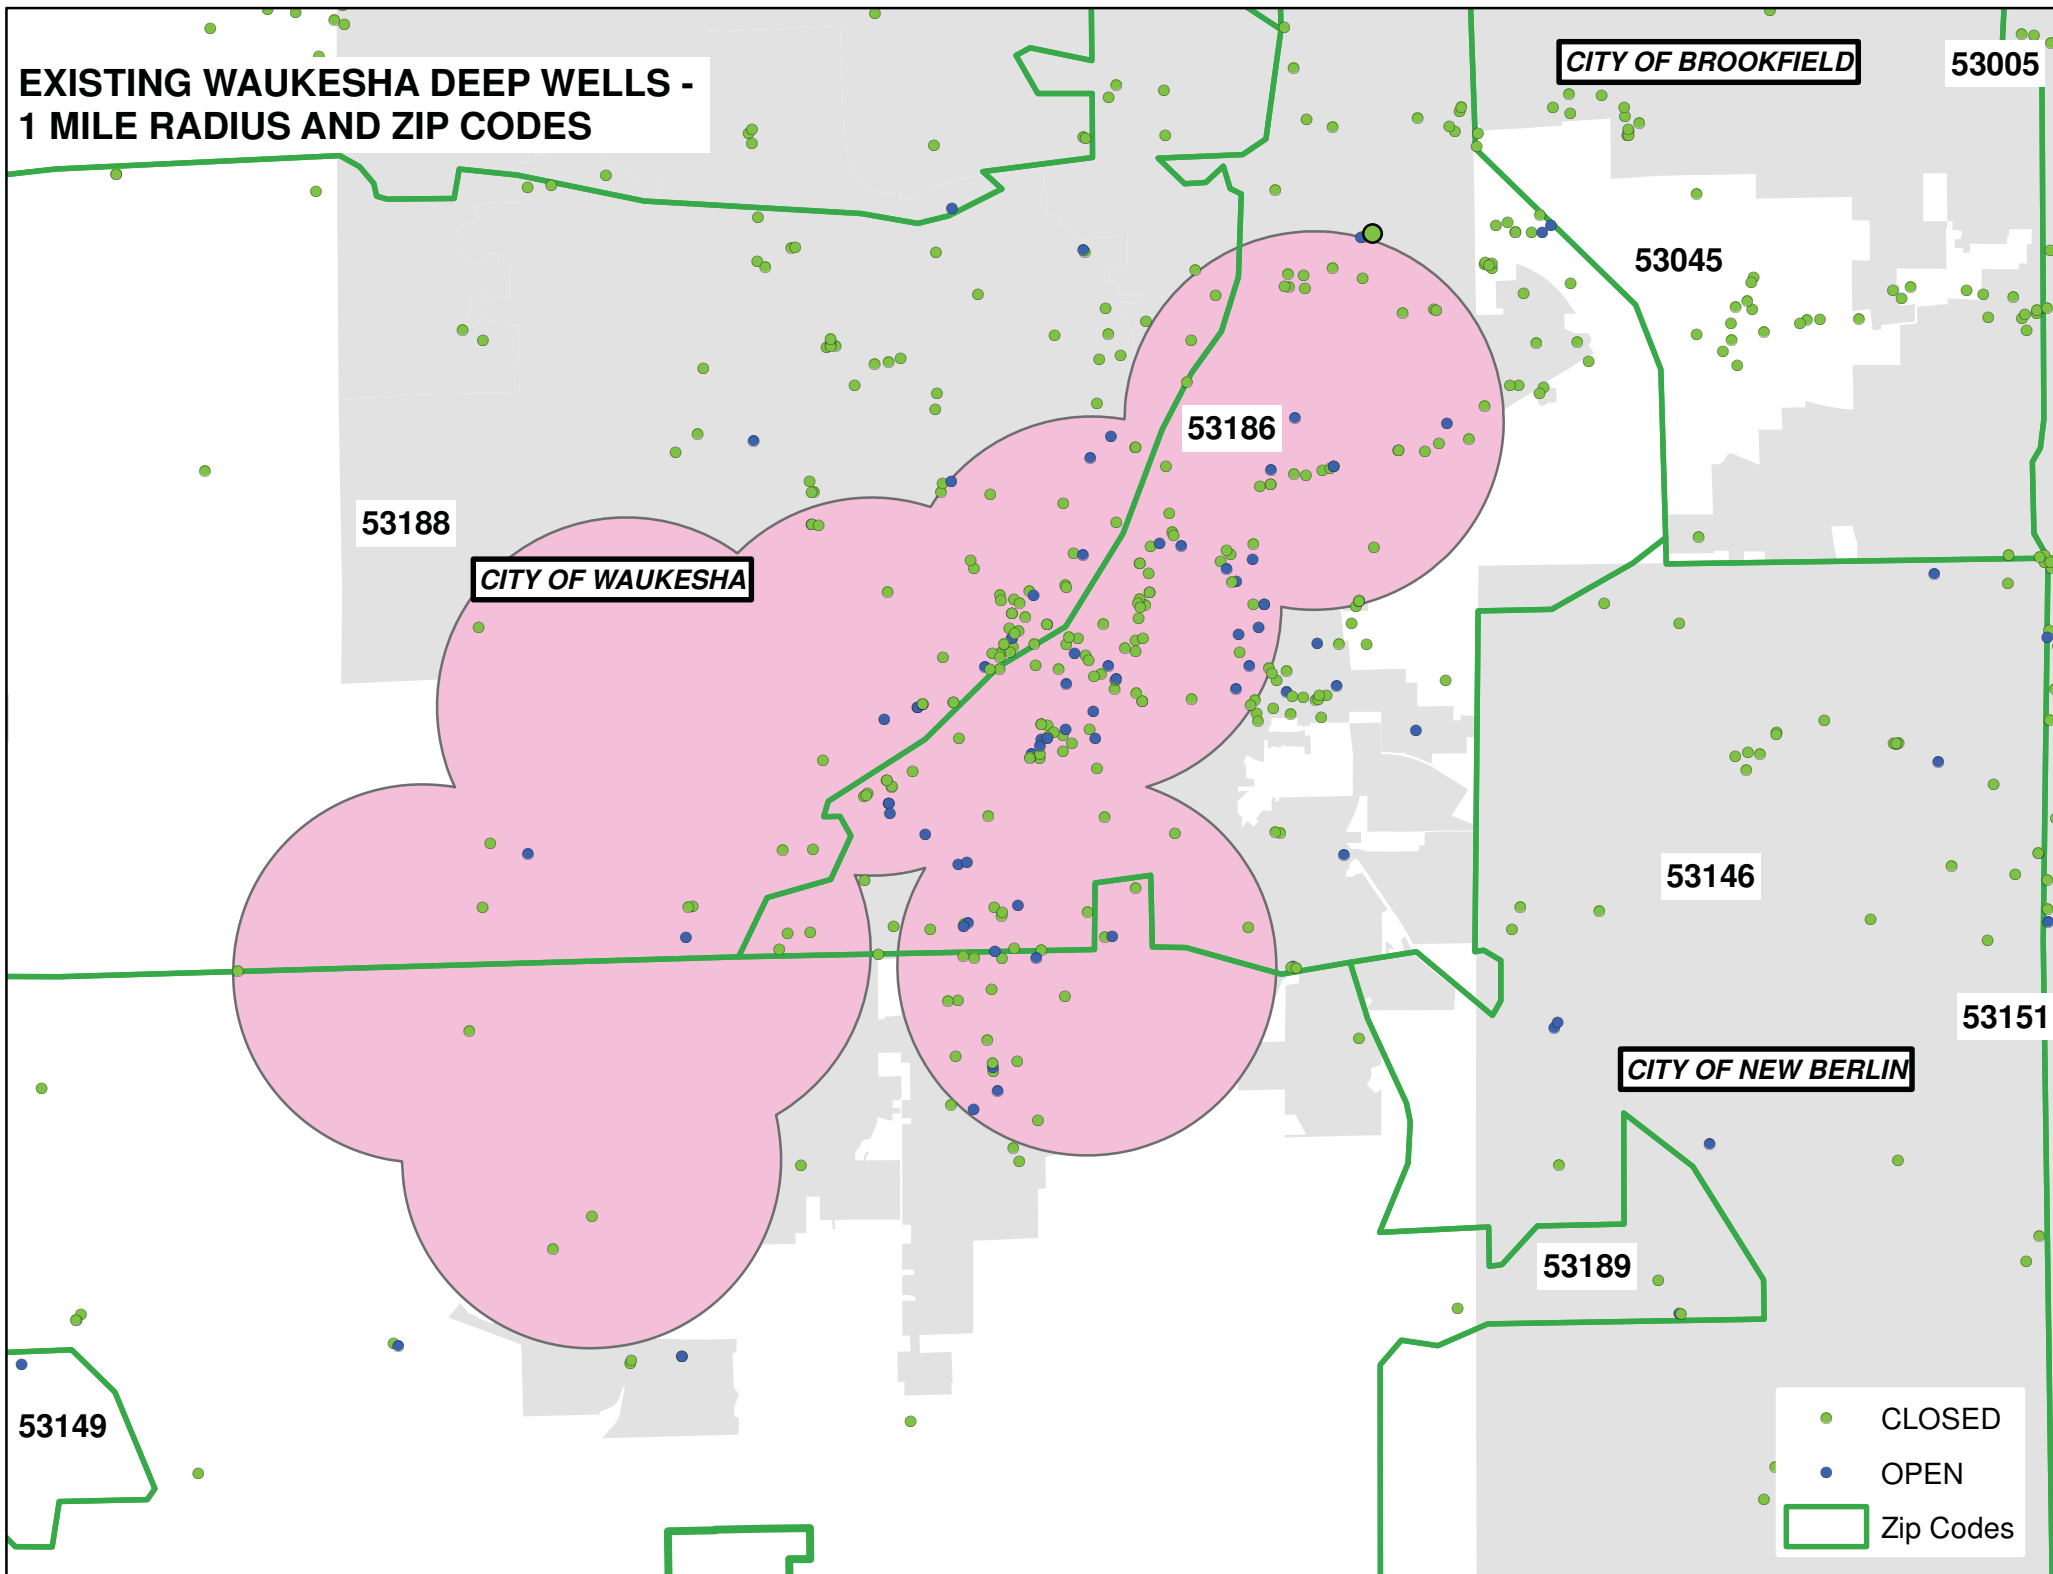 EXISTING WAUKESHA DEEP WELLS -
1 MILE RADIUS AND ZIP CODES
CITY OF BROOKFIELD
53005
53045
53186
53188
CITY OF WAUKESHA
53146
53151
CITY OF NEW BERLIN
53189
53149
CLOSED
OPEN
Zip Codes